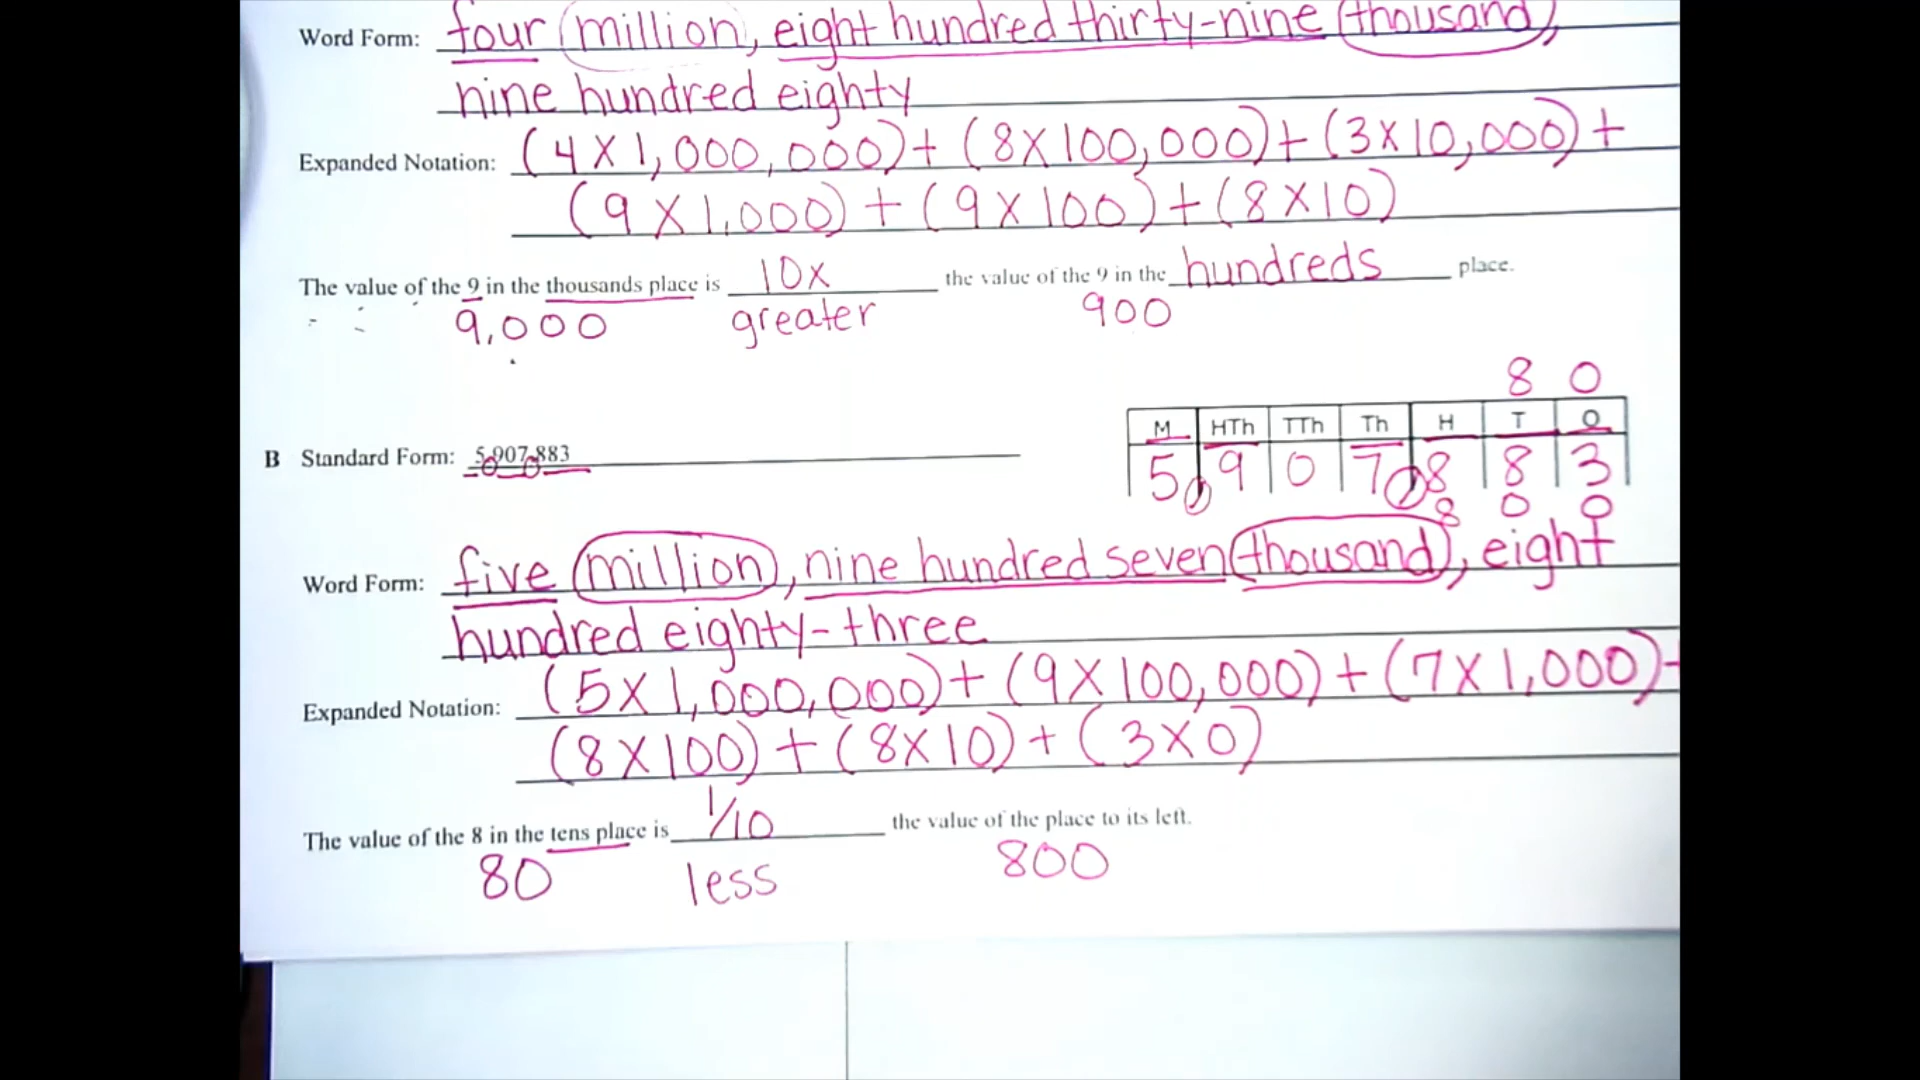 Word Form: four million, eight hundred thirty-nine thousand,
nine hundred eighty
Expanded Notation: (4 X 1,000,000) + (8 X 100,000) + (3 X 10,000) +
(9 X 1,000) + (9 X 100) + (8 X 10)
The value of the 9 in the thousands place is 10x the value of the 9 in the hundreds place.
9,000 greater 900
8 0
M HTh TTh Th H T O
B Standard Form: 5,907,883
5, 9 0 7, 8 8 3
8 0 0
Word Form: five million, nine hundred seven thousand, eight
hundred eighty-three
Expanded Notation: (5 X 1,000,000) + (9 X 100,000) + (7 X 1,000) +
(8 X 100) + (8 X 10) + (3 X 0)
The value of the 8 in the tens place is 1/10 the value of the place to its left.
80 less 800